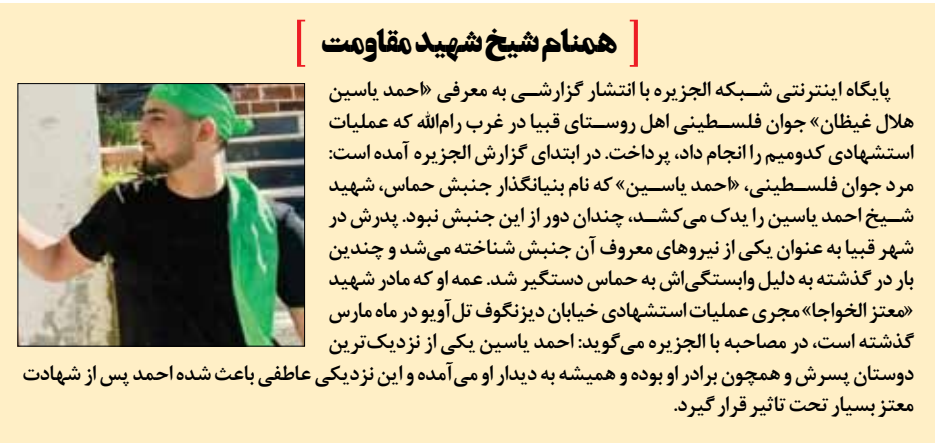 [ همنام شیخ شهید مقاومت ]
پایگاه اینترنتی شبکه الجزیره با انتشار گزارشی به معرفی «احمد یاسین
هلال غیظان» جوان فلسطینی اهل روستای قبیا در غرب رام‌الله که عملیات
استشهادی کدومیم را انجام داد، پرداخت. در ابتدای گزارش الجزیره آمده است:
مرد جوان فلسطینی، «احمد یاسین» که نام بنیانگذار جنبش حماس، شهید
شیخ احمد یاسین را یدک می‌کشد، چندان دور از این جنبش نبود. پدرش در
شهر قبیا به عنوان یکی از نیروهای معروف آن جنبش شناخته می‌شد و چندین
بار در گذشته به دلیل وابستگی‌اش به حماس دستگیر شد. عمه او که مادر شهید
«معتز الخواجا» مجری عملیات استشهادی خیابان دیزنگوف تل‌آویو در ماه مارس
گذشته است، در مصاحبه با الجزیره می‌گوید: احمد یاسین یکی از نزدیک‌ترین
دوستان پسرش و همچون برادر او بوده و همیشه به دیدار او می‌آمده و این نزدیکی عاطفی باعث شده احمد پس از شهادت
معتز بسیار تحت تاثیر قرار گیرد.